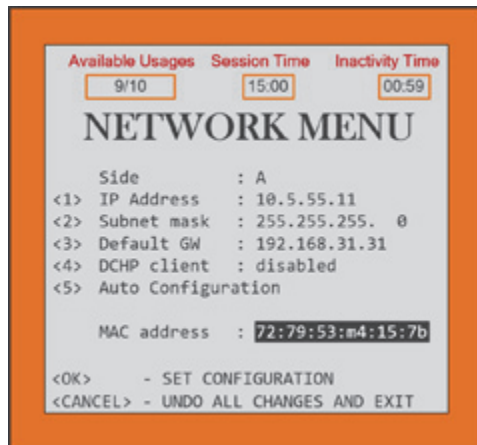 Available Usages Session Time Inactivity Time
9/10 15:00 00:59
NETWORK MENU
Side : A
<1> IP Address : 10.5.55.11
<2> Subnet mask : 255.255.255. 0
<3> Default GW : 192.168.31.31
<4> DCHP client : disabled
<5> Auto Configuration
MAC address : 72:79:53:m4:15:7b
<OK> - SET CONFIGURATION
<CANCEL> - UNDO ALL CHANGES AND EXIT